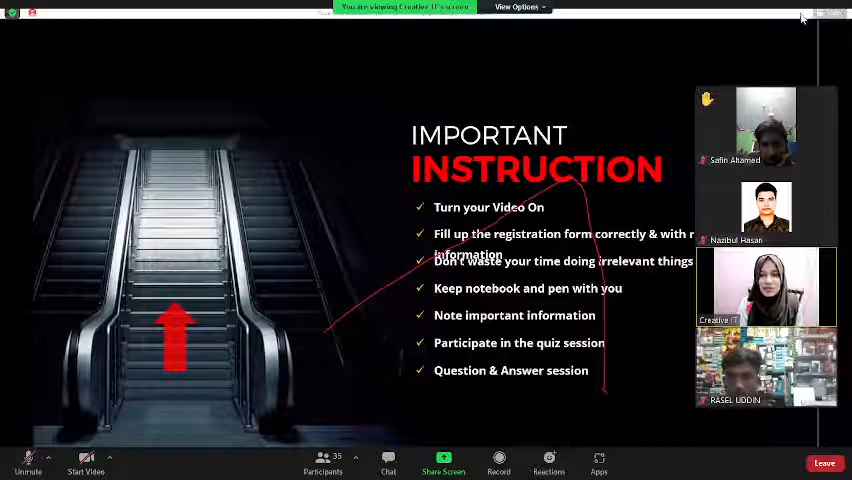 You are viewing Creative IT's screen
View Options
IMPORTANT
INSTRUCTION
Turn your Video On
Fill up the registration form correctly & with
information
Don't waste your time doing irrelevant things
Keep notebook and pen with you
Note important information
Participate in the quiz session
Question & Answer session
Safin Ahamed
Nazibul Hasan
Creative IT
RASEL UDDIN
Unmute
Start Video
35
Participants
Chat
Share Screen
Record
Reactions
Apps
Leave